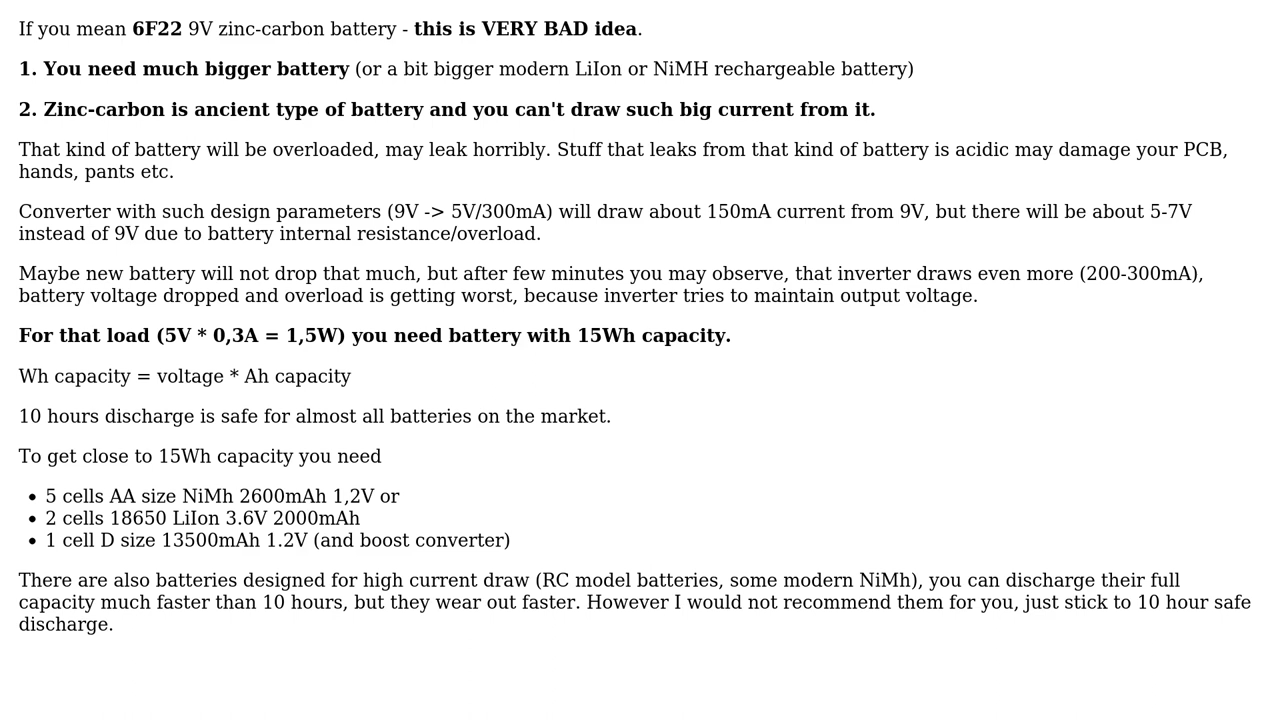 If you mean 6F22 9V zinc-carbon battery - this is VERY BAD idea.
1. You need much bigger battery (or a bit bigger modern LiIon or NiMH rechargeable battery)
2. Zinc-carbon is ancient type of battery and you can't draw such big current from it.
That kind of battery will be overloaded, may leak horribly. Stuff that leaks from that kind of battery is acidic may damage your PCB,
hands, pants etc.
Converter with such design parameters (9V -> 5V/300mA) will draw about 150mA current from 9V, but there will be about 5-7V
instead of 9V due to battery internal resistance/overload.
Maybe new battery will not drop that much, but after few minutes you may observe, that inverter draws even more (200-300mA),
battery voltage dropped and overload is getting worst, because inverter tries to maintain output voltage.
For that load (5V * 0,3A = 1,5W) you need battery with 15Wh capacity.
Wh capacity = voltage * Ah capacity
10 hours discharge is safe for almost all batteries on the market.
To get close to 15Wh capacity you need
• 5 cells AA size NiMh 2600mAh 1,2V or
• 2 cells 18650 LiIon 3.6V 2000mAh
• 1 cell D size 13500mAh 1.2V (and boost converter)
There are also batteries designed for high current draw (RC model batteries, some modern NiMh), you can discharge their full
capacity much faster than 10 hours, but they wear out faster. However I would not recommend them for you, just stick to 10 hour safe
discharge.